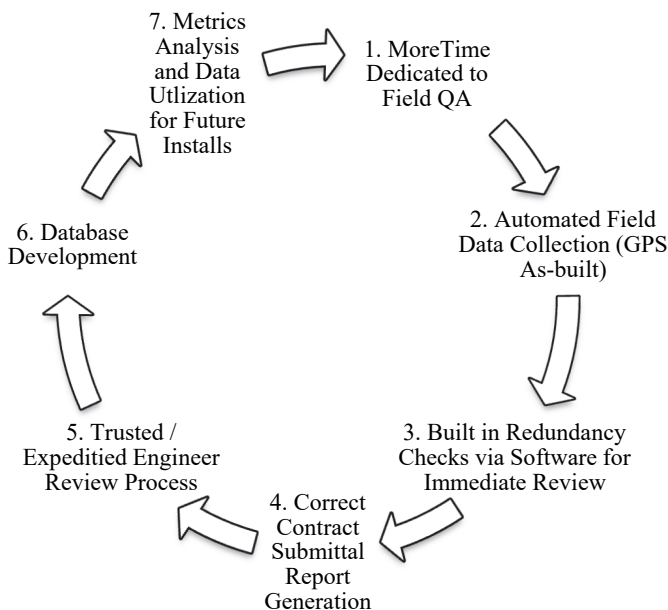 1. MoreTime
Dedicated to
Field QA
2. Automated Field
Data Collection (GPS
As-built)
3. Built in Redundancy
Checks via Software for
Immediate Review
4. Correct
Contract
Submittal
Report
Generation
5. Trusted /
Expeditied Engineer
Review Process
6. Database
Development
7. Metrics
Analysis
and Data
Utlization
for Future
Installs